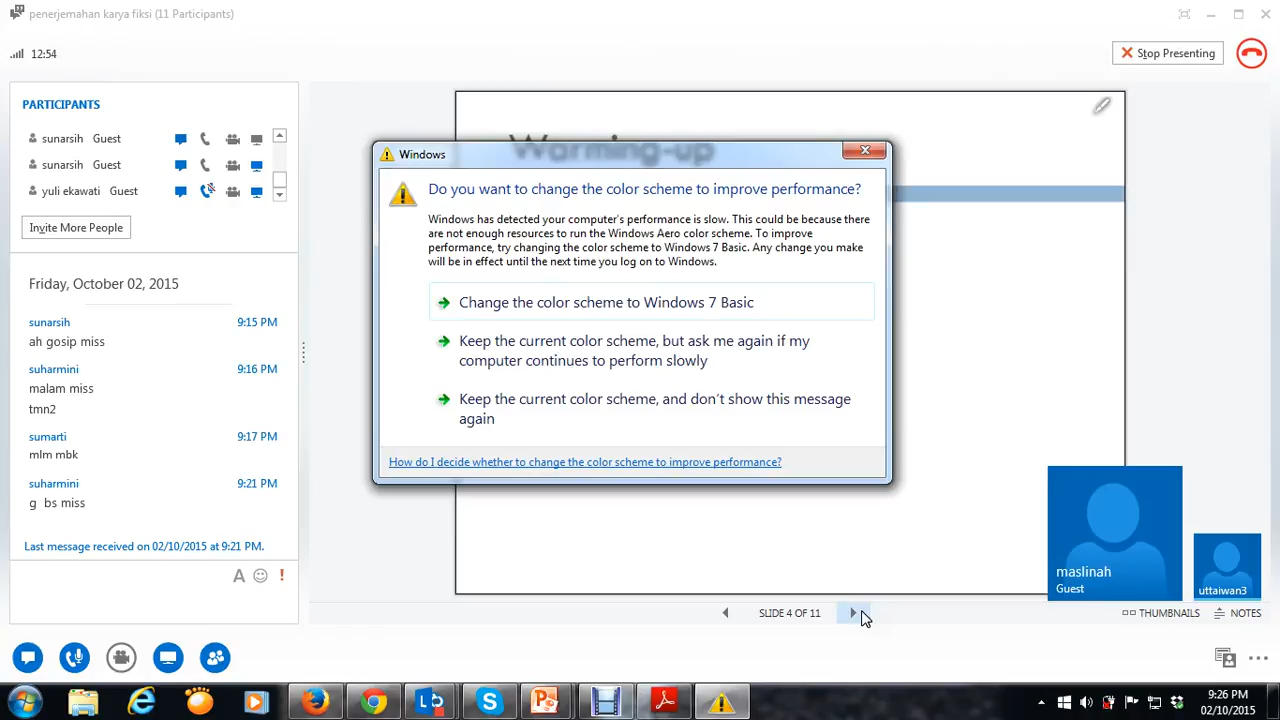 penerjemahan karya fiksi (11 Participants)
12:54
Stop Presenting
PARTICIPANTS
sunarsih Guest
sunarsih Guest
yuli ekawati Guest
Invite More People
Friday, October 02, 2015
sunarsih 9:15 PM
ah gosip miss
suharmini 9:16 PM
malam miss
tmn2
sumarti 9:17 PM
mlm mbk
suharmini 9:21 PM
g bs miss
Last message received on 02/10/2015 at 9:21 PM.
A
Warming-up
Windows
Do you want to change the color scheme to improve performance?
Windows has detected your computer's performance is slow. This could be because there
are not enough resources to run the Windows Aero color scheme. To improve
performance, try changing the color scheme to Windows 7 Basic. Any change you make
will be in effect until the next time you log on to Windows.
Change the color scheme to Windows 7 Basic
Keep the current color scheme, but ask me again if my
computer continues to perform slowly
Keep the current color scheme, and don't show this message
again
How do I decide whether to change the color scheme to improve performance?
maslinah
Guest
uttaiwan3
SLIDE 4 OF 11
THUMBNAILS
NOTES
9:26 PM
02/10/2015